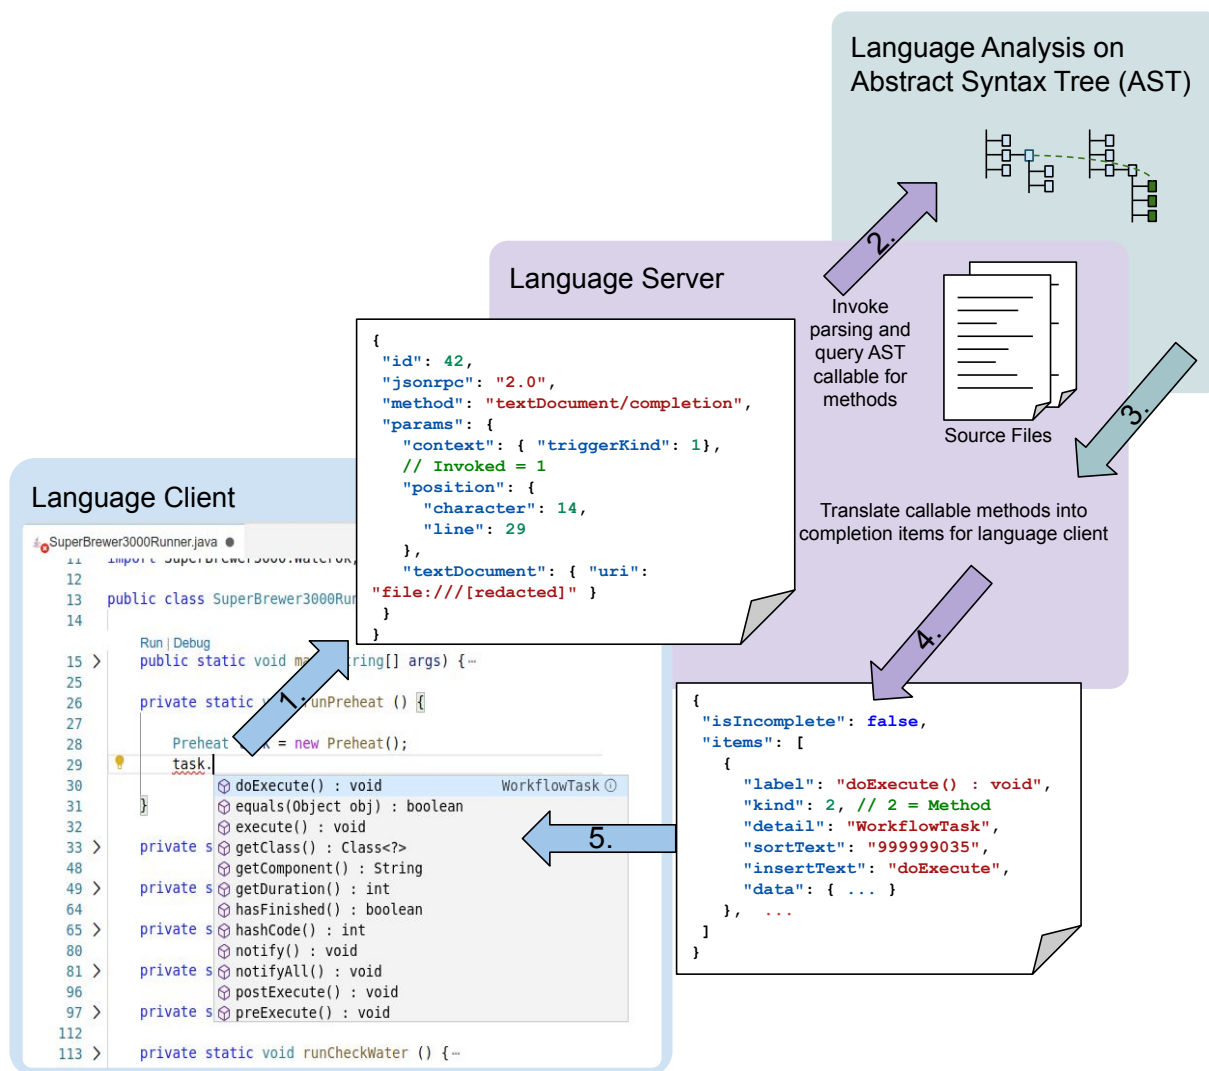 Language Analysis on
Abstract Syntax Tree (AST)
2.
Language Server
Invoke
parsing and
query AST
callable for
methods
Source Files
3.
Translate callable methods into
completion items for language client
4.
{
"id": 42,
"jsonrpc": "2.0",
"method": "textDocument/completion",
"params": {
"context": { "triggerKind": 1},
// Invoked = 1
"position": {
"character": 14,
"line": 29
},
"textDocument": { "uri":
"file:///[redacted]" }
}
}
Language Client
SuperBrewer3000Runner.java ●
11 import SuperBrewer3000.WaterOk,
12
13 public class SuperBrewer3000Run
14
Run | Debug
15 > public static void ma tring[] args) {…
25
26 private static v runPreheat () {
27
28 Preheat t k = new Preheat();
29 task.
30
31 }
32
33 > private s
48
49 > private s
64
65 > private s
80
81 > private s
96
97 > private s
112
113 > private static void runCheckWater () {…
1.
doExecute() : void WorkflowTask
equals(Object obj) : boolean
execute() : void
getClass() : Class<?>
getComponent() : String
getDuration() : int
hasFinished() : boolean
hashCode() : int
notify() : void
notifyAll() : void
postExecute() : void
preExecute() : void
5.
{
"isIncomplete": false,
"items": [
{
"label": "doExecute() : void",
"kind": 2, // 2 = Method
"detail": "WorkflowTask",
"sortText": "999999035",
"insertText": "doExecute",
"data": { ... }
}, ...
]
}